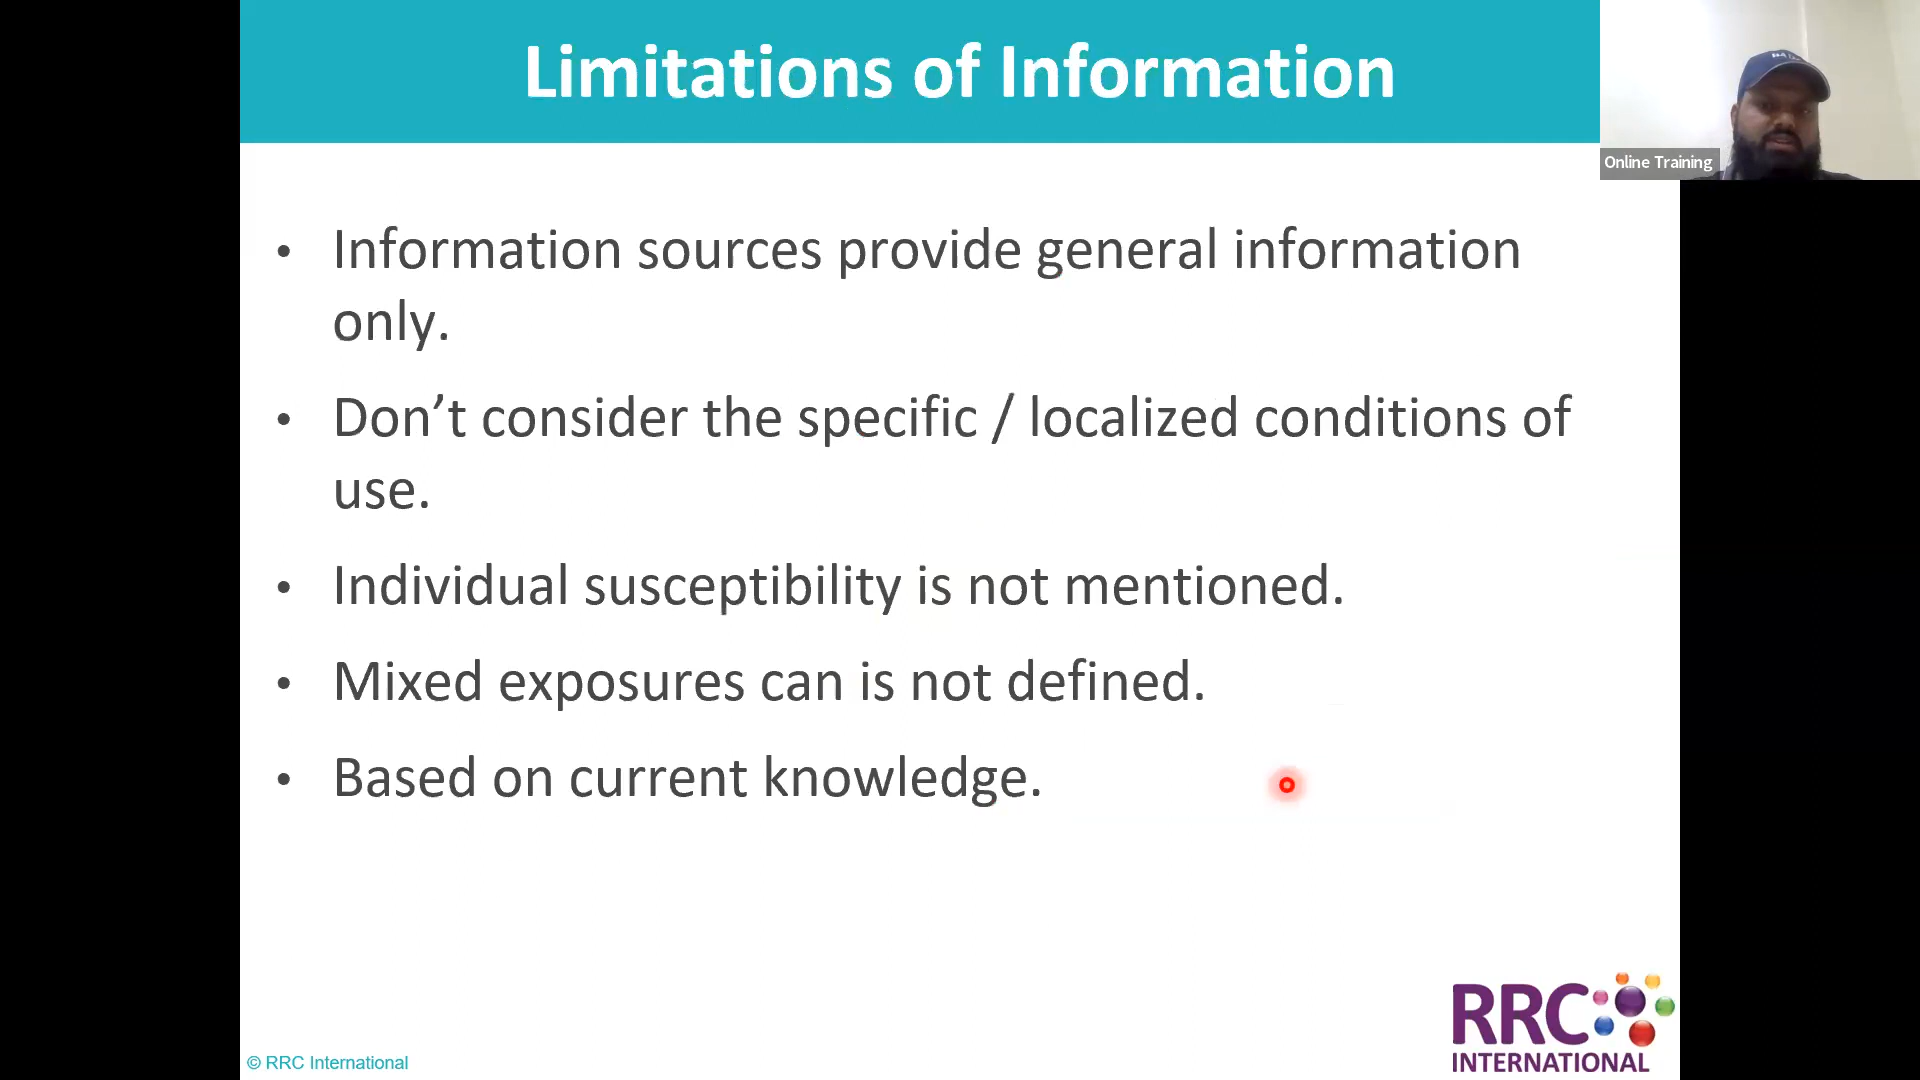 Limitations of Information
Online Training
• Information sources provide general information
only.
• Don’t consider the specific / localized conditions of
use.
• Individual susceptibility is not mentioned.
• Mixed exposures can is not defined.
• Based on current knowledge.
RRC
INTERNATIONAL
© RRC International